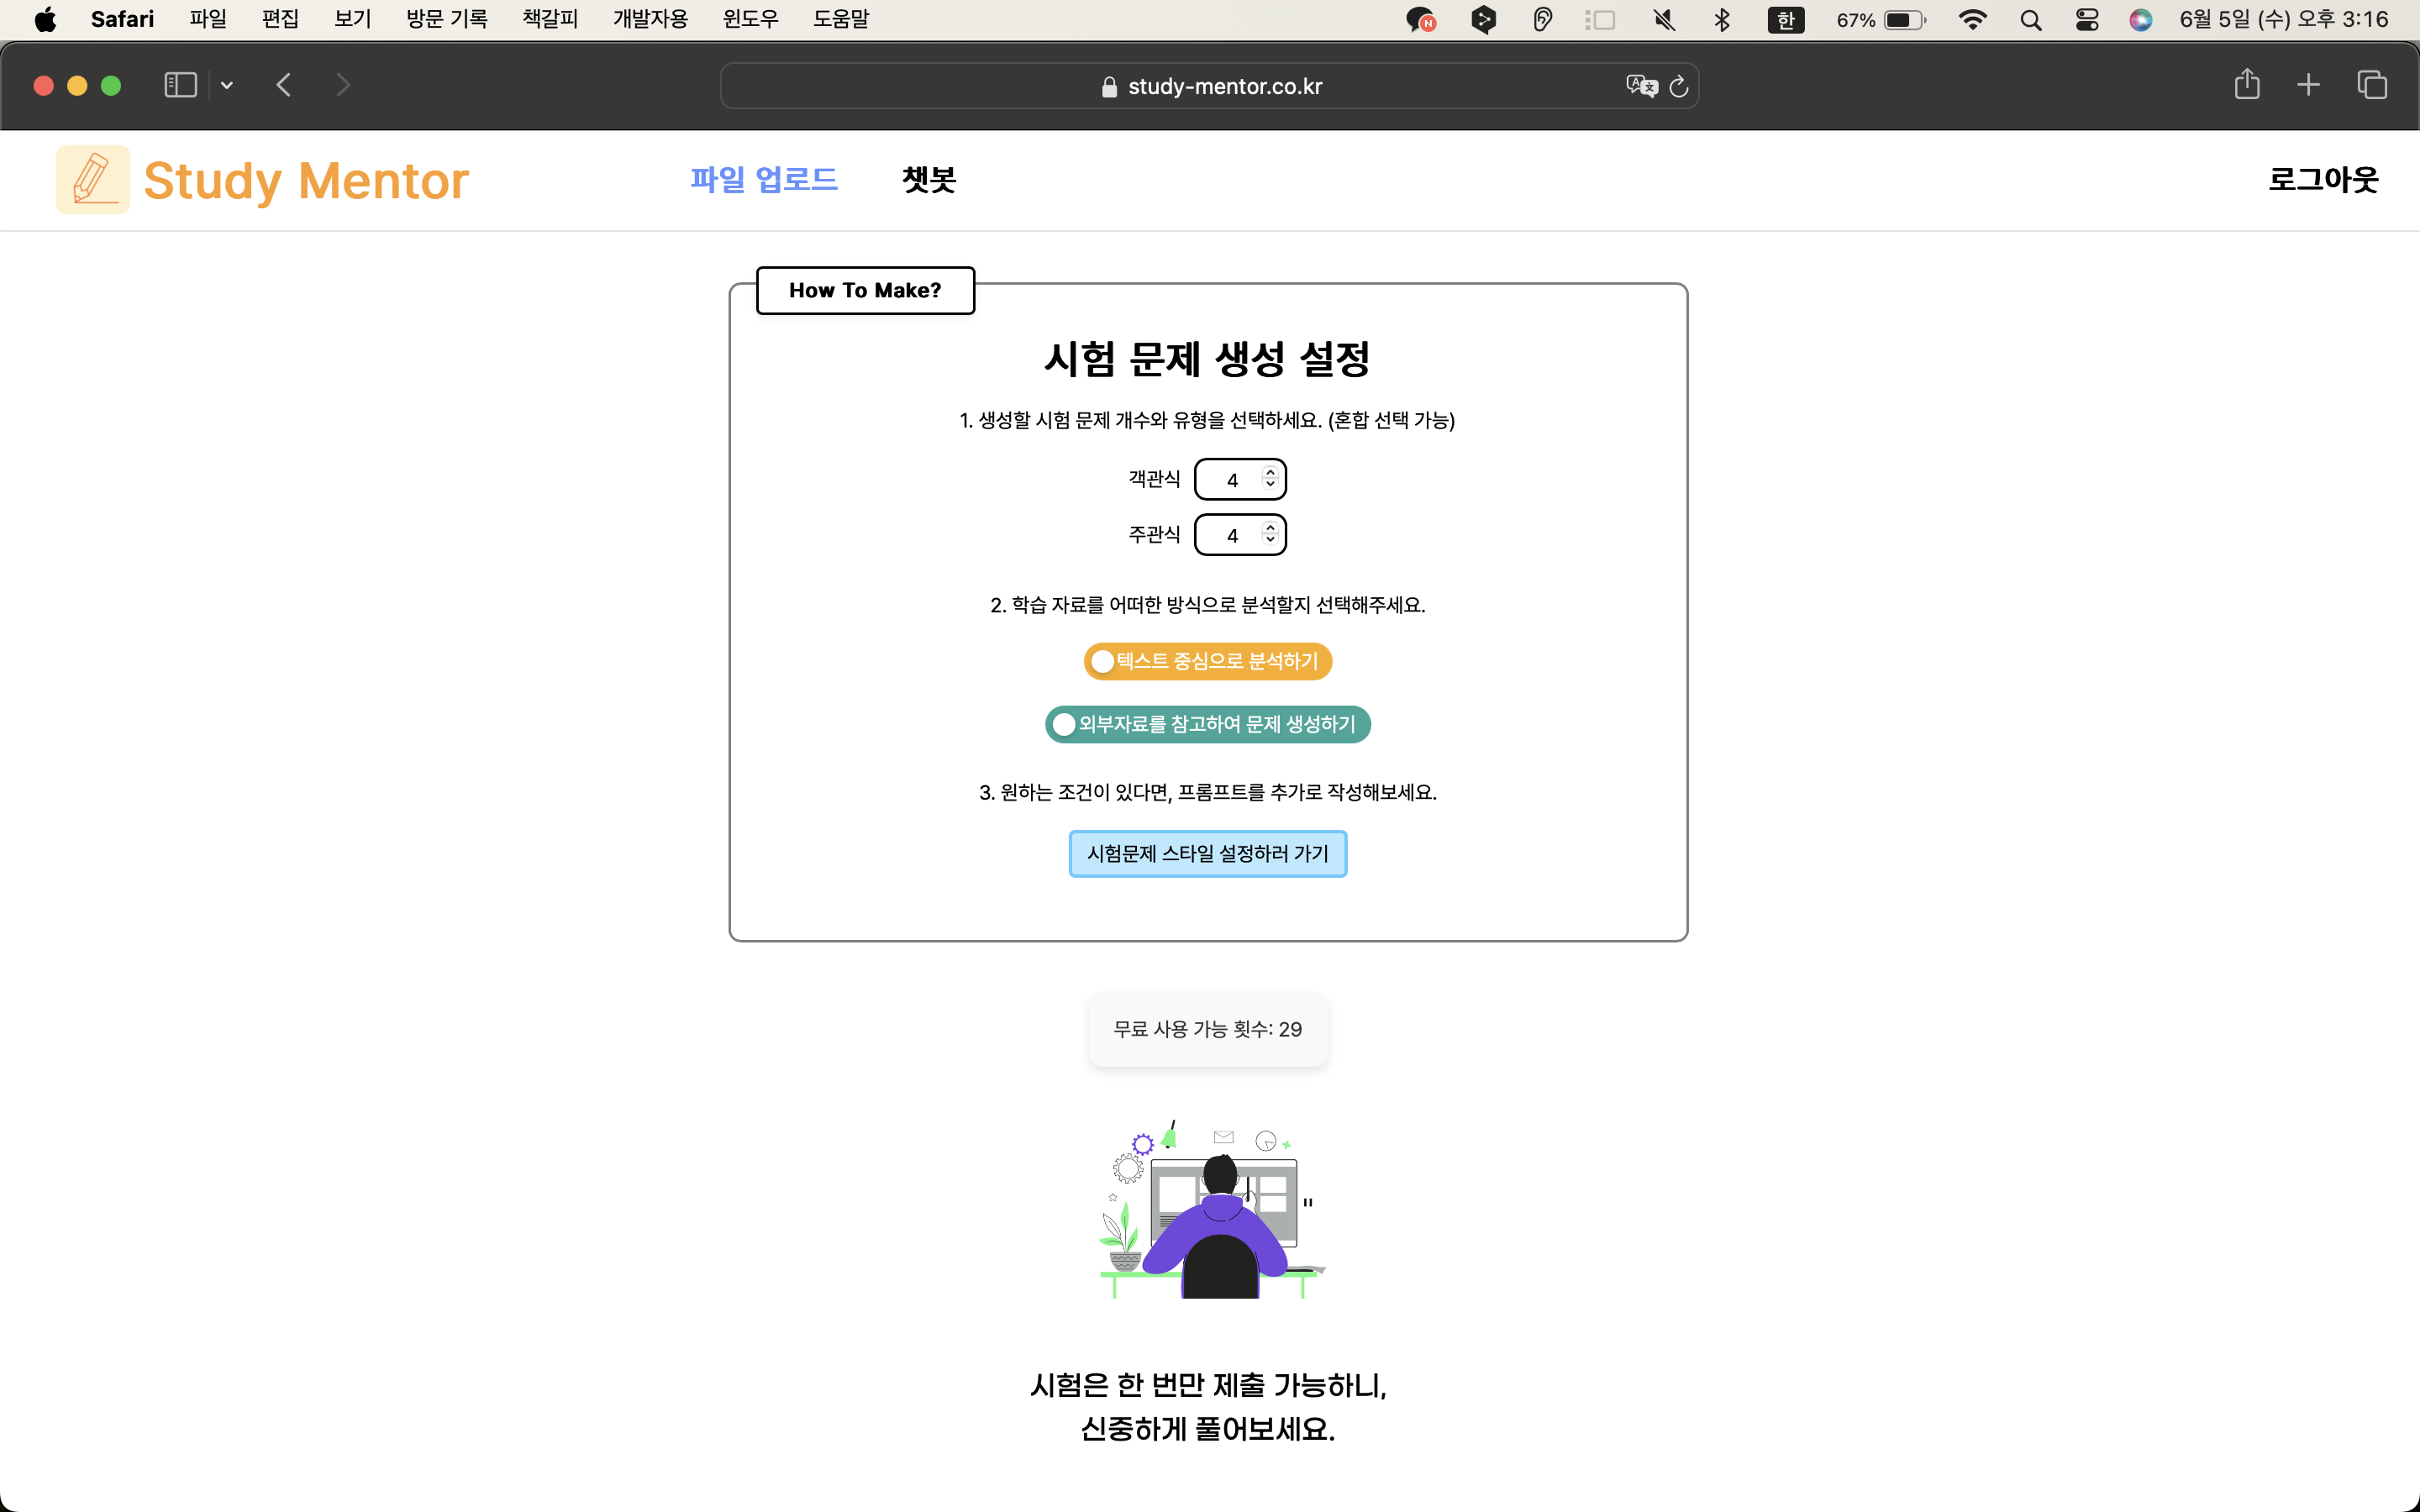 Safari 파일 편집 보기 방문 기록 책갈피 개발자용 윈도우 도움말 N 한 67% 6월 5일 (수) 오후 3:16
study-mentor.co.kr
Study Mentor 파일 업로드 챗봇 로그아웃
How To Make?
시험 문제 생성 설정
1. 생성할 시험 문제 개수와 유형을 선택하세요. (혼합 선택 가능)
객관식 4
주관식 4
2. 학습 자료를 어떠한 방식으로 분석할지 선택해주세요.
텍스트 중심으로 분석하기
외부자료를 참고하여 문제 생성하기
3. 원하는 조건이 있다면, 프롬프트를 추가로 작성해보세요.
시험문제 스타일 설정하러 가기
무료 사용 가능 횟수: 29
"
시험은 한 번만 제출 가능하니,
신중하게 풀어보세요.